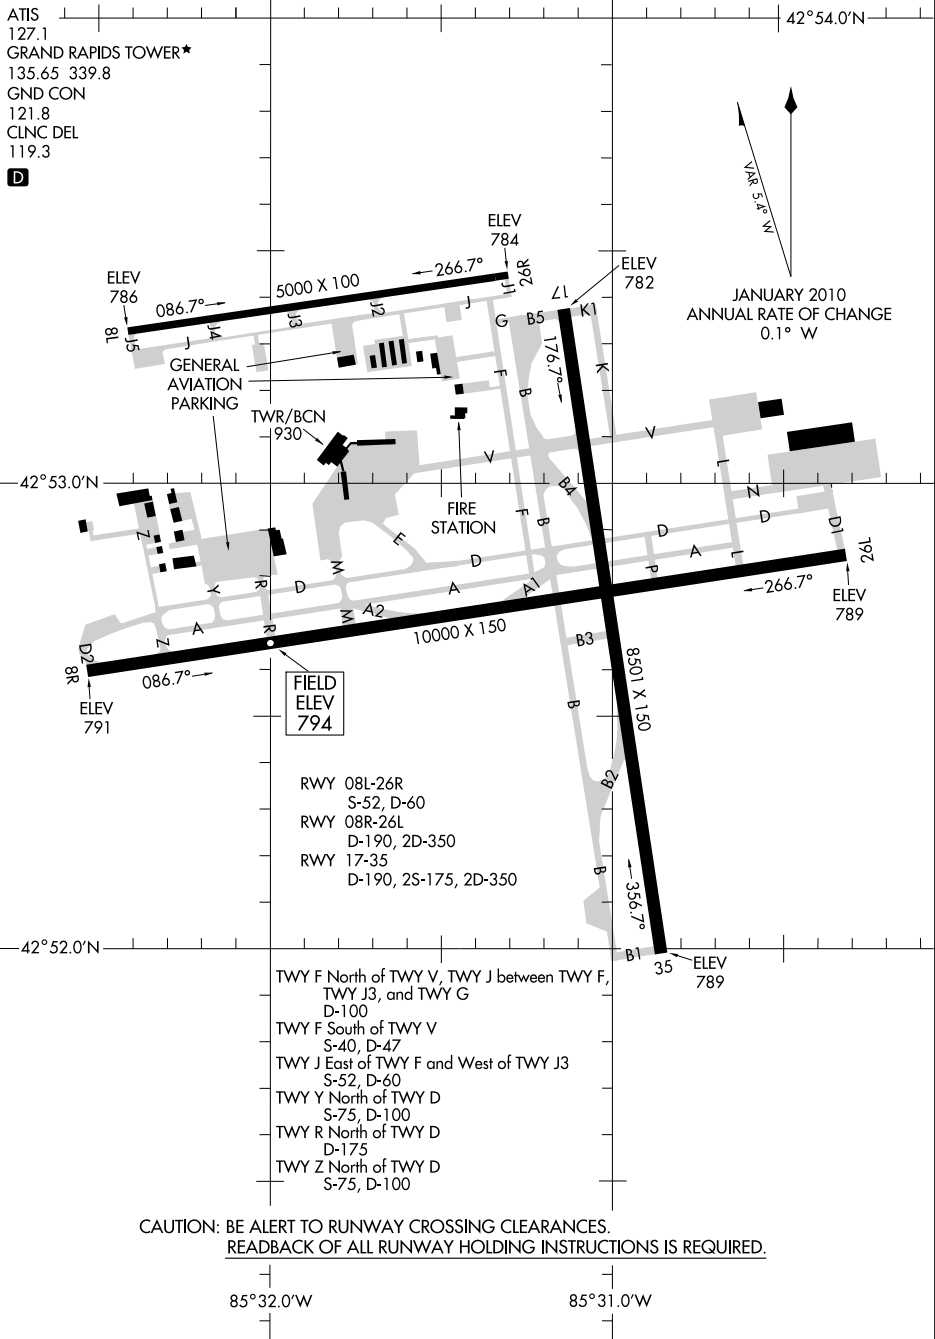 ATIS
127.1
GRAND RAPIDS TOWER★
135.65 339.8
GND CON
121.8
CLNC DEL
119.3
D
42°54.0'N
VAR 5.4° W
JANUARY 2010
ANNUAL RATE OF CHANGE
0.1° W
ELEV
786
ELEV
784
ELEV
782
8L
086.7°
5000 X 100
266.7°
26R
J5
J4
J3
J2
J1
J
J
G
B5
17
K1
176.7°
K
F
B
GENERAL
AVIATION
PARKING
TWR/BCN
930
FIRE
STATION
V
V
L
N
B4
F
B
D
D
D1
42°53.0'N
Z
E
D
A
P
L
26L
266.7°
ELEV
789
Y
R
D
M
A
A1
A2
M
A
Z
R
D2
8R
086.7°
10000 X 150
ELEV
791
FIELD
ELEV
794
B3
B
8501 X 150
B2
B
356.7°
B1
35
ELEV
789
RWY 08L-26R
S-52, D-60
RWY 08R-26L
D-190, 2D-350
RWY 17-35
D-190, 2S-175, 2D-350
42°52.0'N
TWY F North of TWY V, TWY J between TWY F,
TWY J3, and TWY G
D-100
TWY F South of TWY V
S-40, D-47
TWY J East of TWY F and West of TWY J3
S-52, D-60
TWY Y North of TWY D
S-75, D-100
TWY R North of TWY D
D-175
TWY Z North of TWY D
S-75, D-100
CAUTION: BE ALERT TO RUNWAY CROSSING CLEARANCES.
READBACK OF ALL RUNWAY HOLDING INSTRUCTIONS IS REQUIRED.
85°32.0'W
85°31.0'W